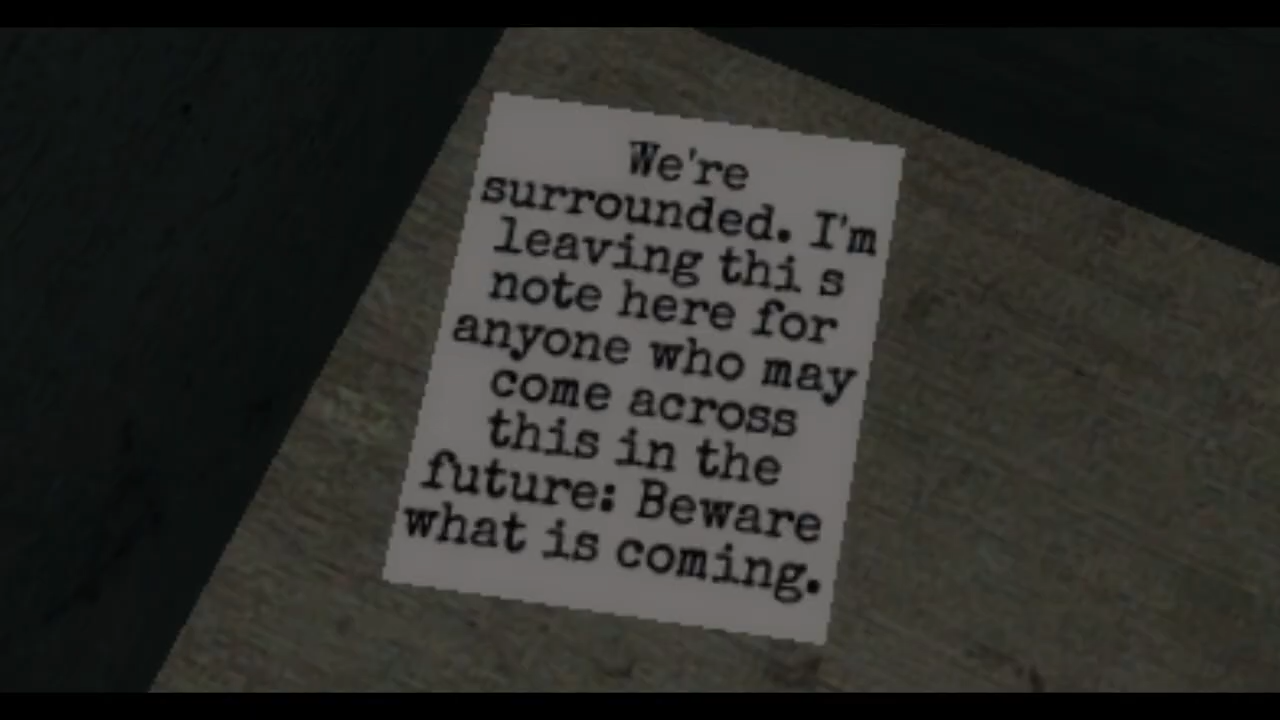 We're
surrounded. I'm
leaving thi s
note here for
anyone who may
come across
this in the
future: Beware
what is coming.